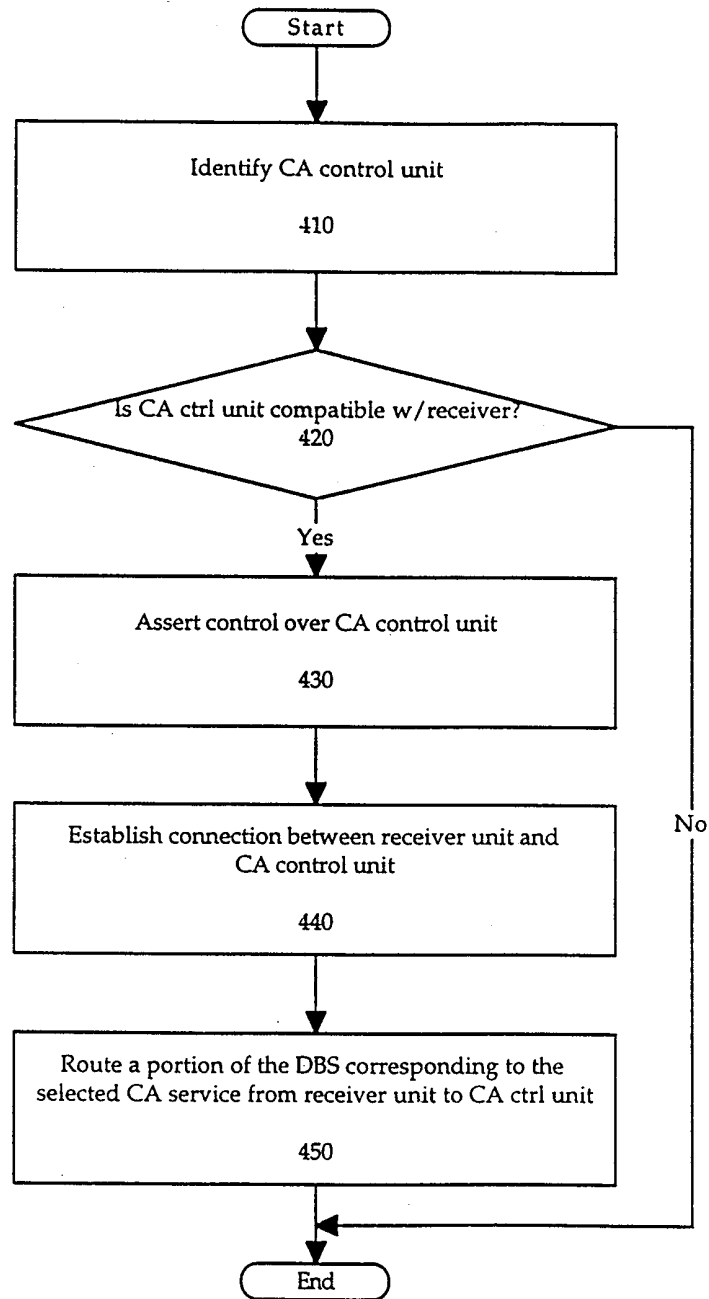 Start
Identify CA control unit
410
Is CA ctrl unit compatible w/receiver?
420
Yes
Assert control over CA control unit
430
Establish connection between receiver unit and
CA control unit
440
No
Route a portion of the DBS corresponding to the
selected CA service from receiver unit to CA ctrl unit
450
End